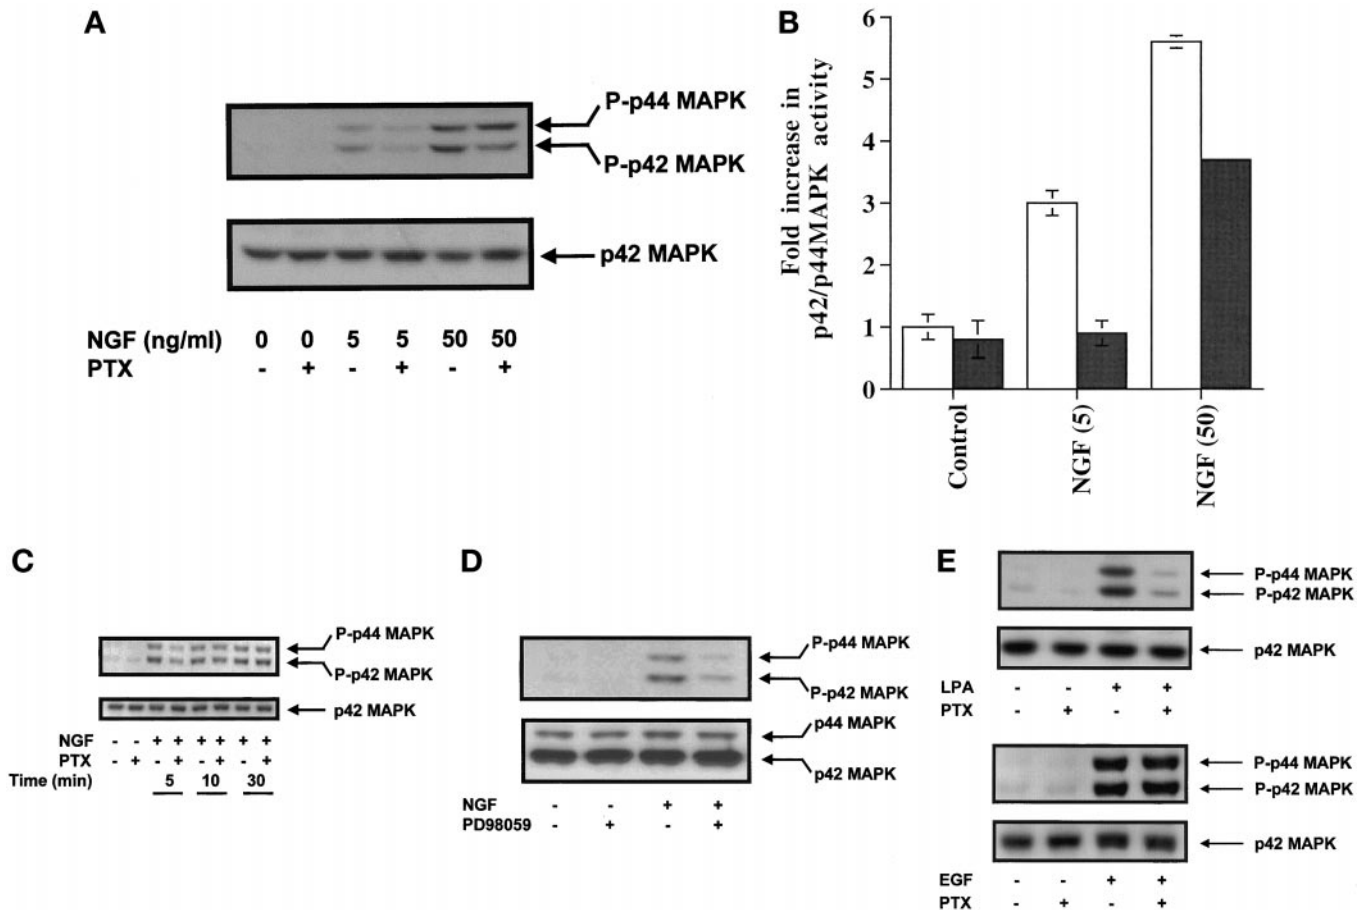 A
P-p44 MAPK
P-p42 MAPK
p42 MAPK
NGF (ng/ml) 0 0 5 5 50 50
PTX - + - + - +
B
Fold increase in
p42/p44MAPK activity
6
5
4
3
2
1
0
Control
NGF (5)
NGF (50)
C
P-p44 MAPK
P-p42 MAPK
p42 MAPK
NGF - - + + + + + +
PTX - + - + - + - +
Time (min) 5 10 30
D
P-p44 MAPK
P-p42 MAPK
p44 MAPK
p42 MAPK
NGF - - + +
PD98059 - + - +
E
P-p44 MAPK
P-p42 MAPK
p42 MAPK
LPA - - + +
PTX - + - +
P-p44 MAPK
P-p42 MAPK
p42 MAPK
EGF - - + +
PTX - + - +